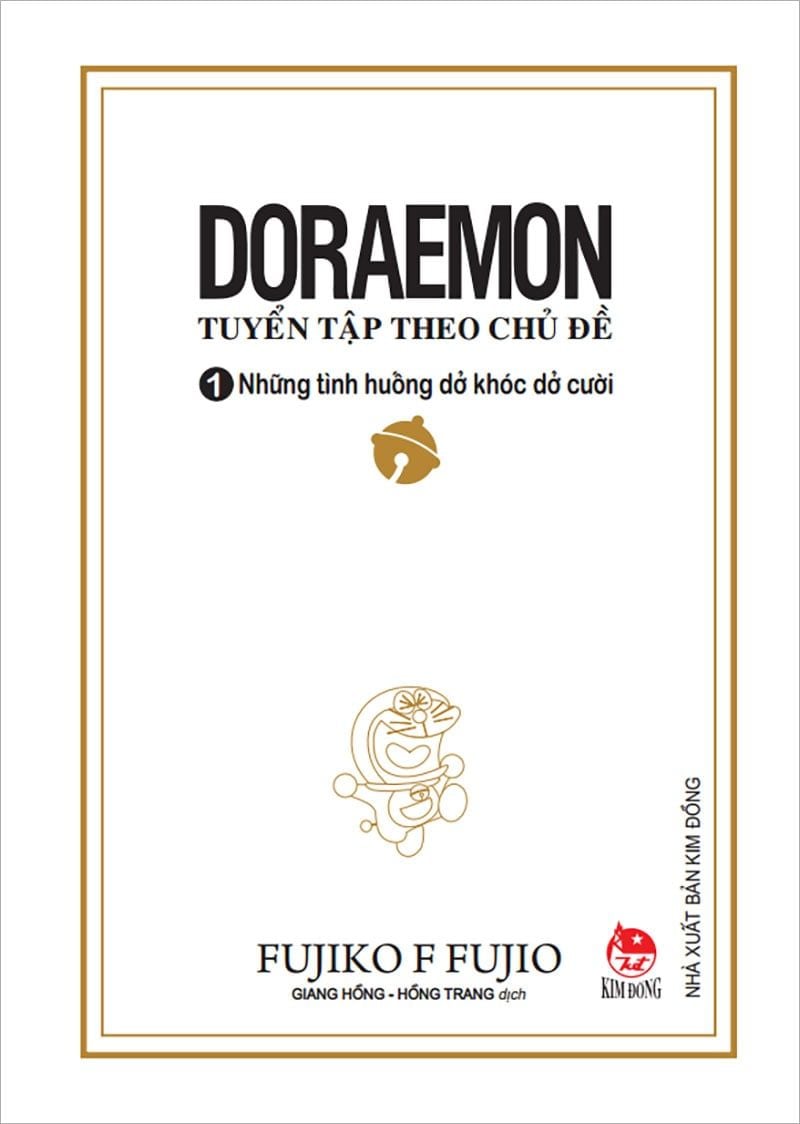 DORAEMON
TUYỂN TẬP THEO CHỦ ĐỀ
1 Những tình huống dở khóc dở cười
FUJIKO F FUJIO
GIANG HỒNG - HỒNG TRANG dịch
KIM ĐỒNG
NHÀ XUẤT BẢN KIM ĐỒNG